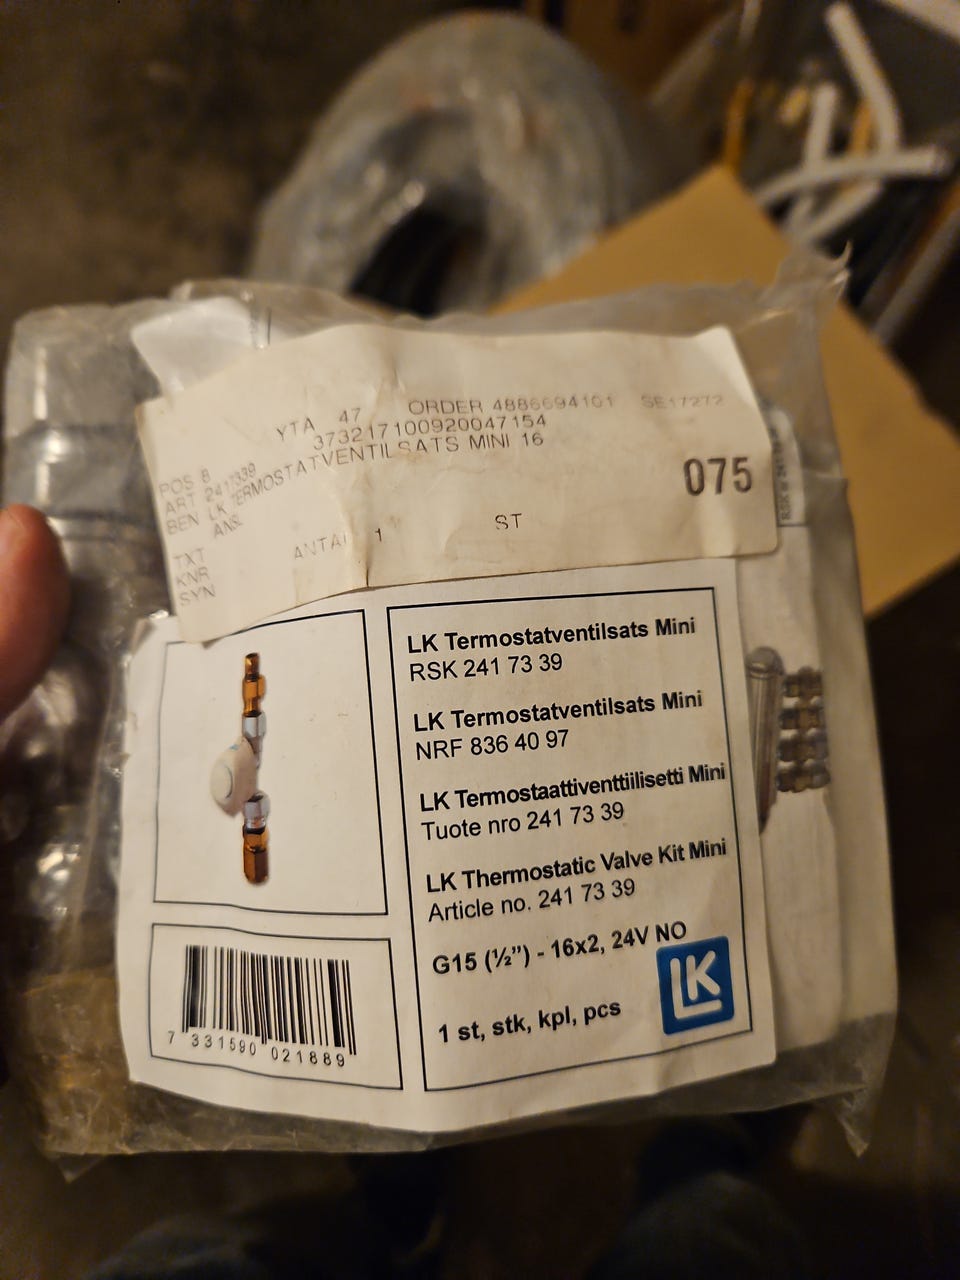 YTA 47 ORDER 4886694101 SE17272
373217100920047154
POS 8
ART 2417339
BEN LK TERMOSTATVENTILSATS MINI 16
ANSL
075
TXT ANTAL 1 ST
KNR
SYN
LK Termostatventilsats Mini
RSK 241 73 39
LK Termostatventilsats Mini
NRF 836 40 97
LK Termostaattiventtiilisetti Mini
Tuote nro 241 73 39
LK Thermostatic Valve Kit Mini
Article no. 241 73 39
G15 (½”) - 16x2, 24V NO
LK
1 st, stk, kpl, pcs
7 331590 021889